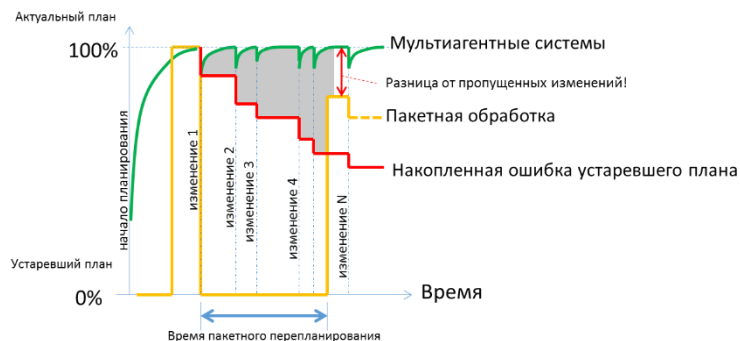 Актуальный план
100%
Мультиагентные системы
Разница от пропущенных изменений!
Пакетная обработка
Накопленная ошибка устаревшего плана
начало планирования
изменение 1
изменение 2
изменение 3
изменение 4
изменение N
Устаревший план
0%
Время
Время пакетного перепланирования